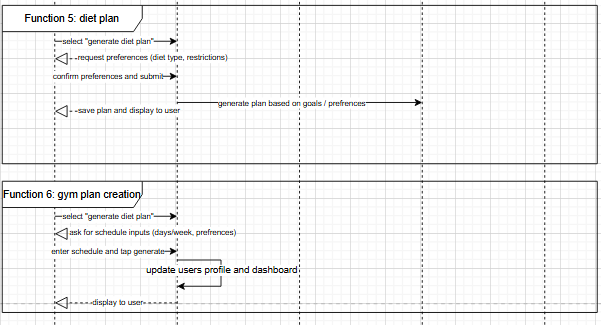 Function 5: diet plan
select "generate diet plan"
request preferences (diet type, restrictions)
confirm preferences and submit
generate plan based on goals / prefrences
save plan and display to user
Function 6: gym plan creation
select "generate diet plan"
ask for schedule inputs (days/week, prefrences)
enter schedule and tap generate
update users profile and dashboard
display to user